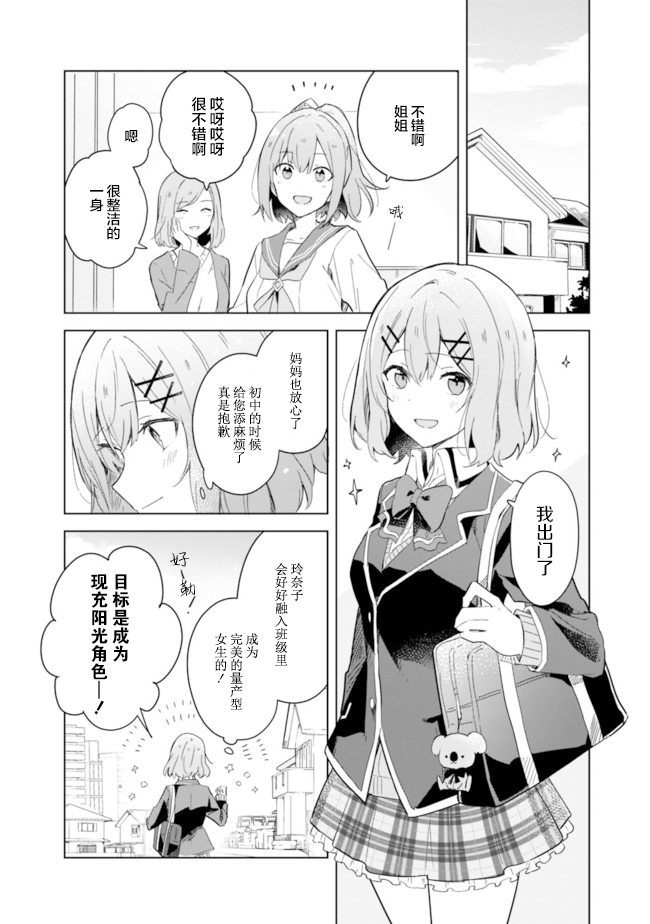 不错啊
姐姐
哎呀哎呀
很不错啊
嗯
很整洁的
一身
哦
我出门了
妈妈也放心了
初中的时候
给您添麻烦了
真是抱歉
玲奈子
会好好融入班级里
成为
完美的量产型
女生的！
好—勒！
目标是成为
现充阳光角色—！